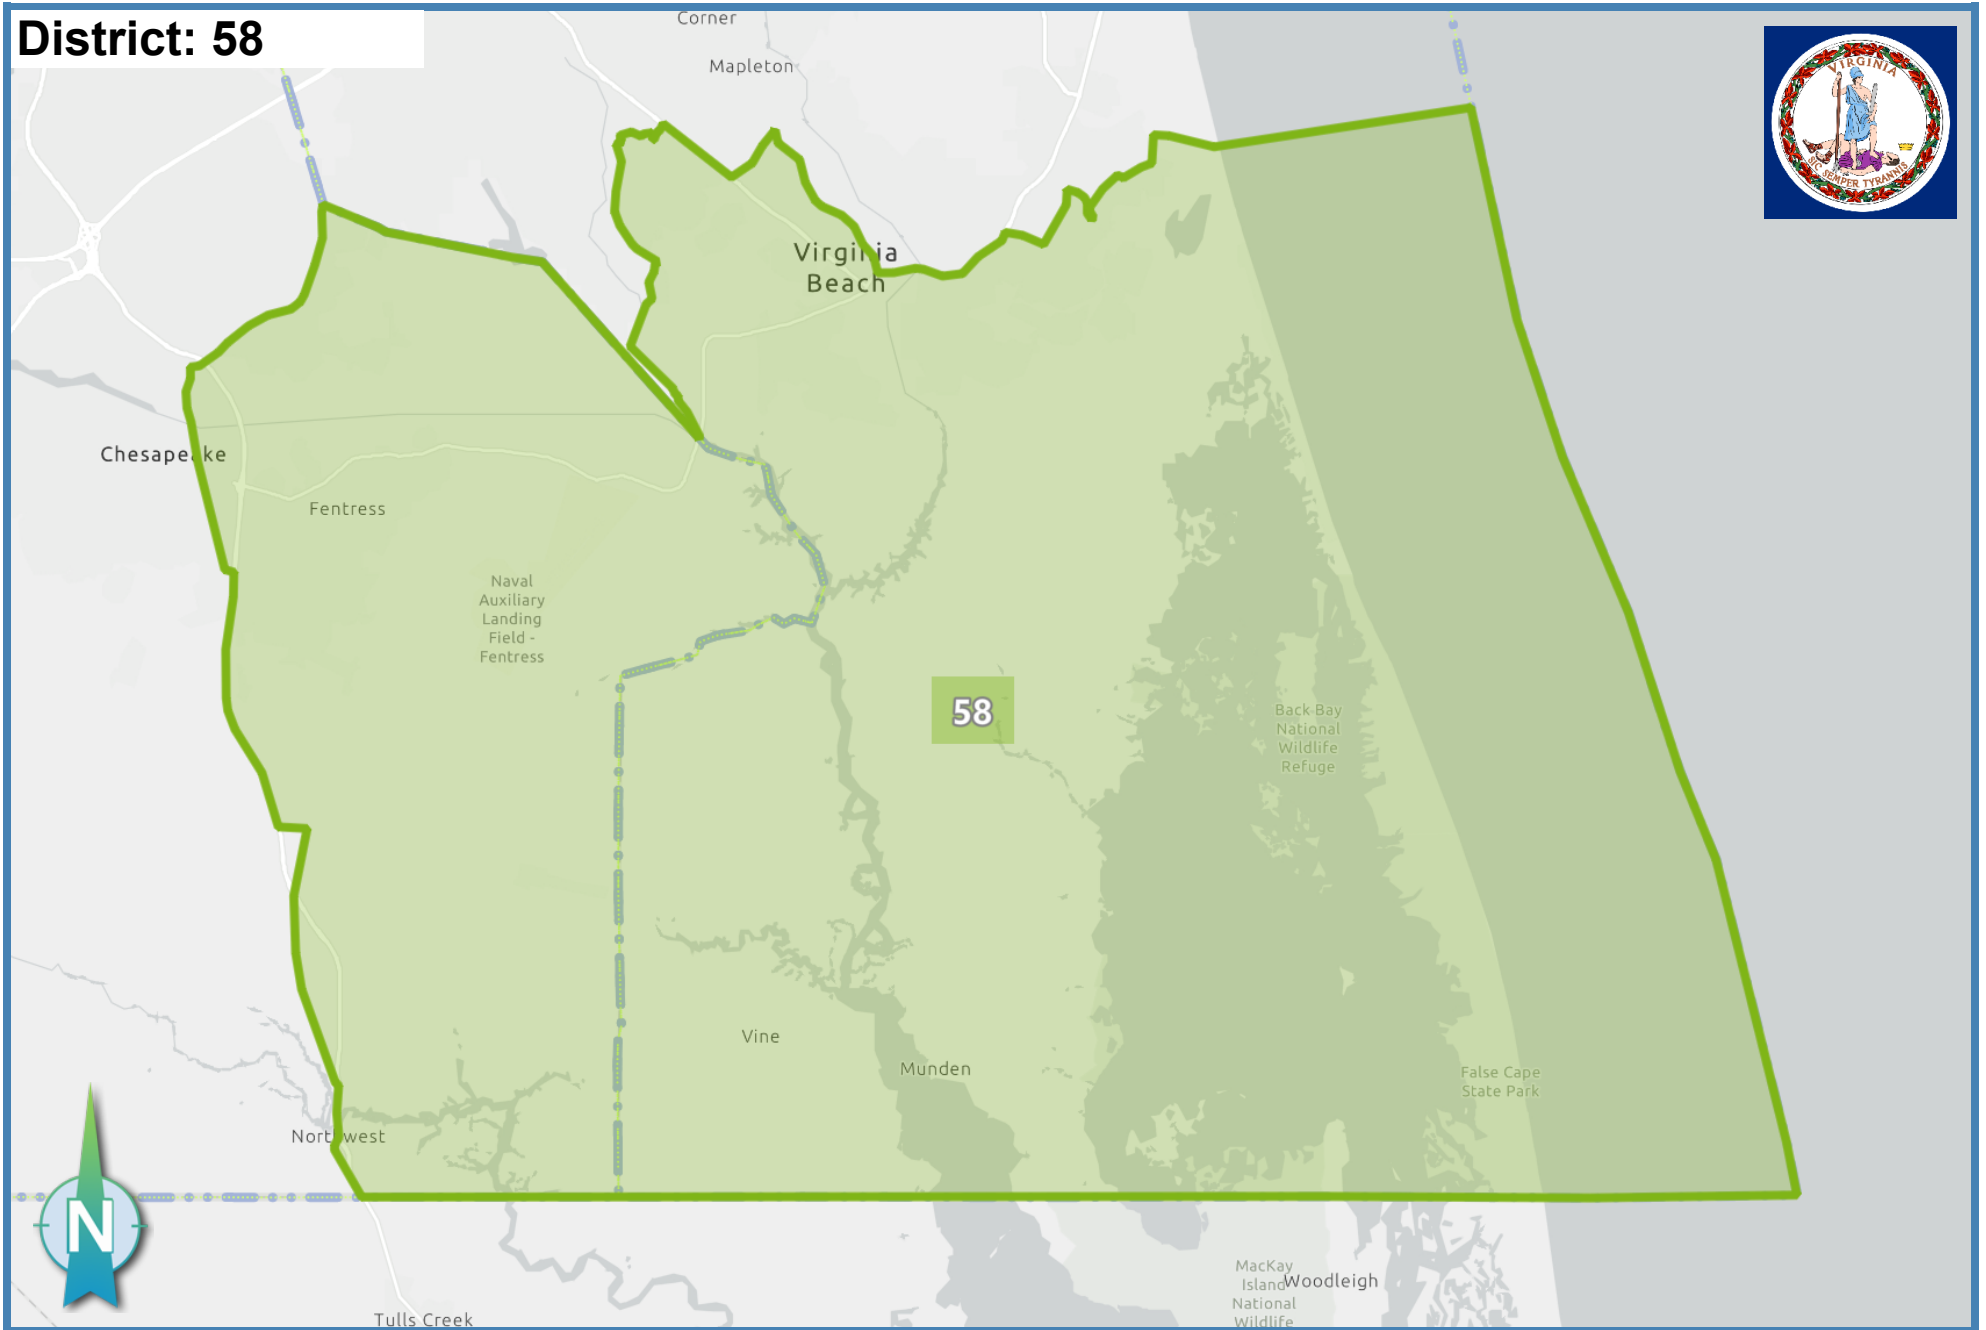 District: 58
Corner
Mapleton
VIRGINIA
SIC SEMPER TYRANNIS
Virginia
Beach
Chesapeake
Fentress
Naval
Auxiliary
Landing
Field -
Fentress
58
Back Bay
National
Wildlife
Refuge
Vine
Munden
False Cape
State Park
Northwest
N
MacKay
Island
National
Wildlife
Woodleigh
Tulls Creek